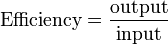 Efficiency = output / input